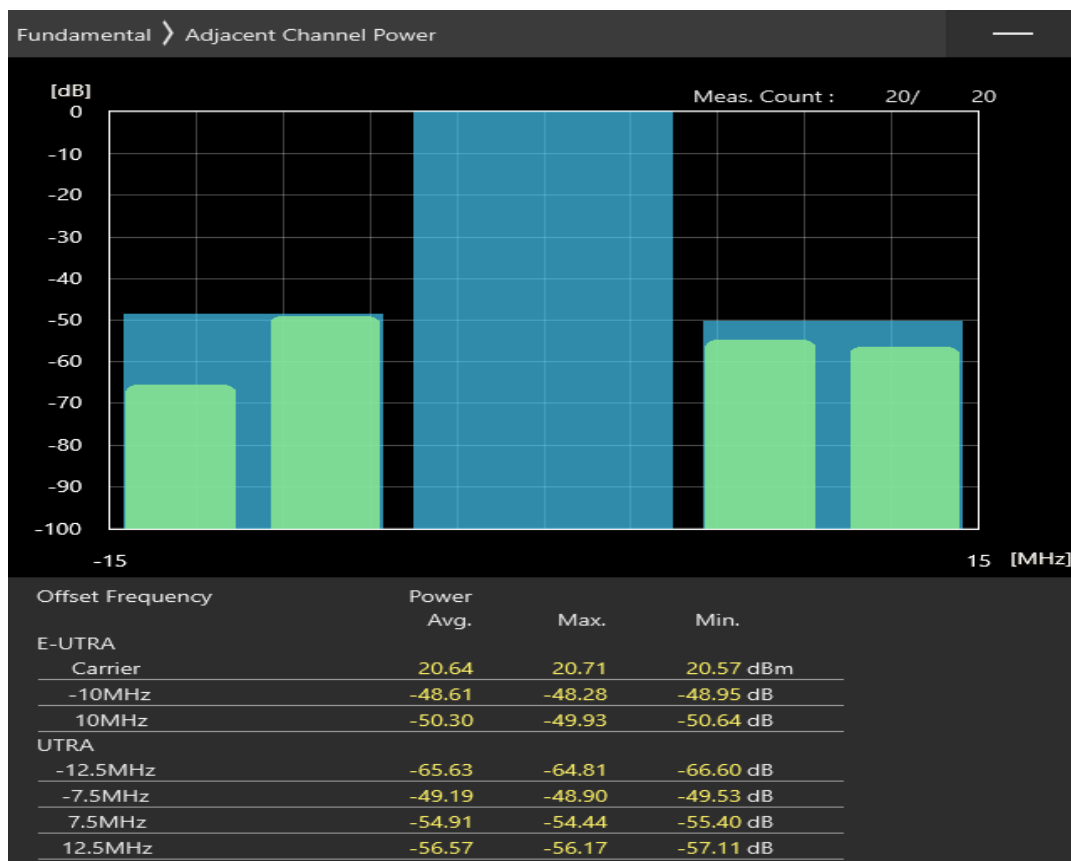 Fundamental ❯ Adjacent Channel Power
[dB]
Meas. Count : 20/ 20
0
-10
-20
-30
-40
-50
-60
-70
-80
-90
-100
-15 15 [MHz]
Offset Frequency Power
Avg. Max. Min.
E-UTRA
Carrier 20.64 20.71 20.57 dBm
-10MHz -48.61 -48.28 -48.95 dB
10MHz -50.30 -49.93 -50.64 dB
UTRA
-12.5MHz -65.63 -64.81 -66.60 dB
-7.5MHz -49.19 -48.90 -49.53 dB
7.5MHz -54.91 -54.44 -55.40 dB
12.5MHz -56.57 -56.17 -57.11 dB